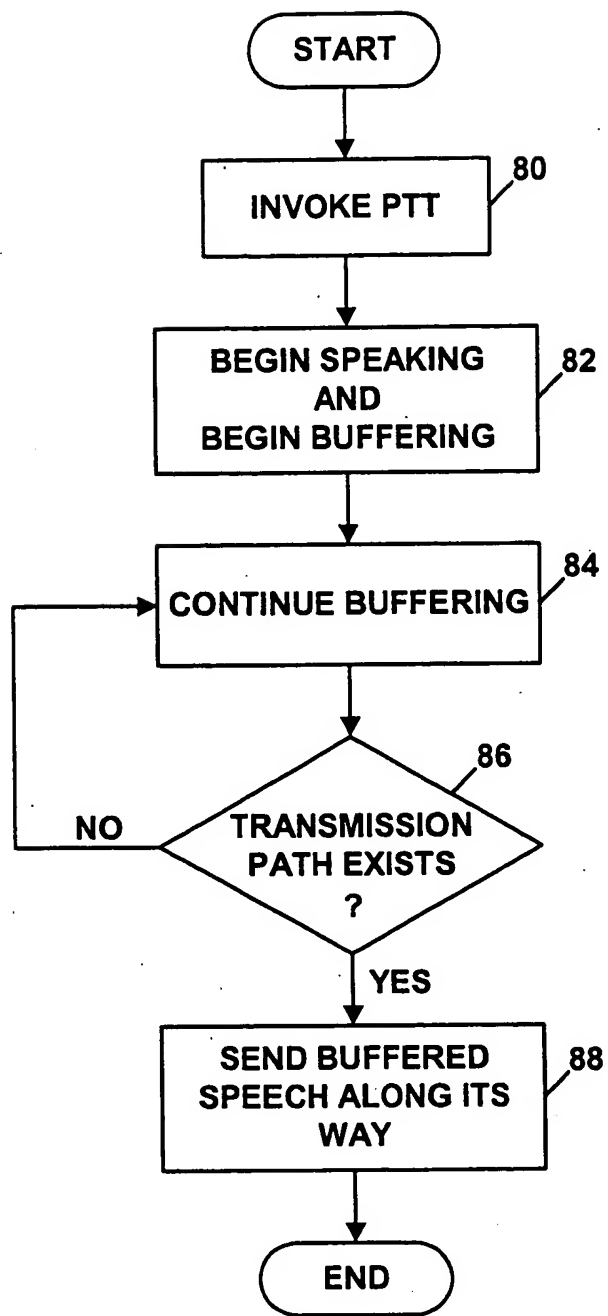 START
80
INVOKE PTT
BEGIN SPEAKING
AND
BEGIN BUFFERING
82
84
CONTINUE BUFFERING
86
NO
TRANSMISSION
PATH EXISTS
?
YES
SEND BUFFERED
SPEECH ALONG ITS
WAY
88
END